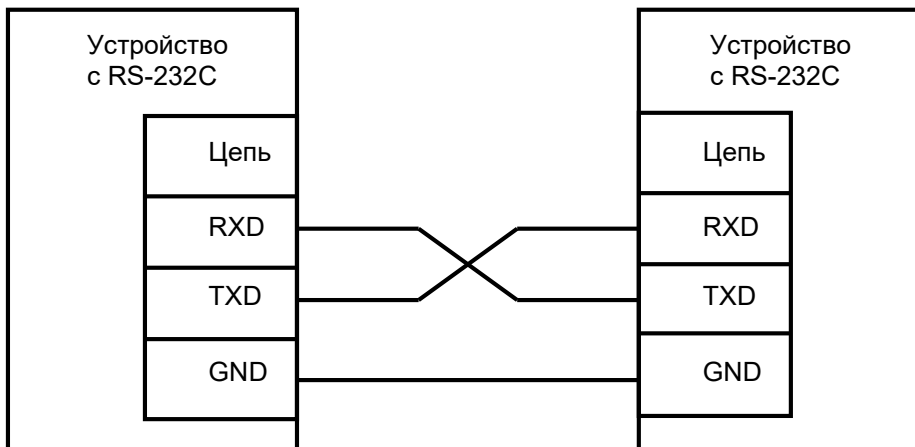 Устройство
с RS-232C
Цепь
RXD
TXD
GND
Устройство
с RS-232C
Цепь
RXD
TXD
GND